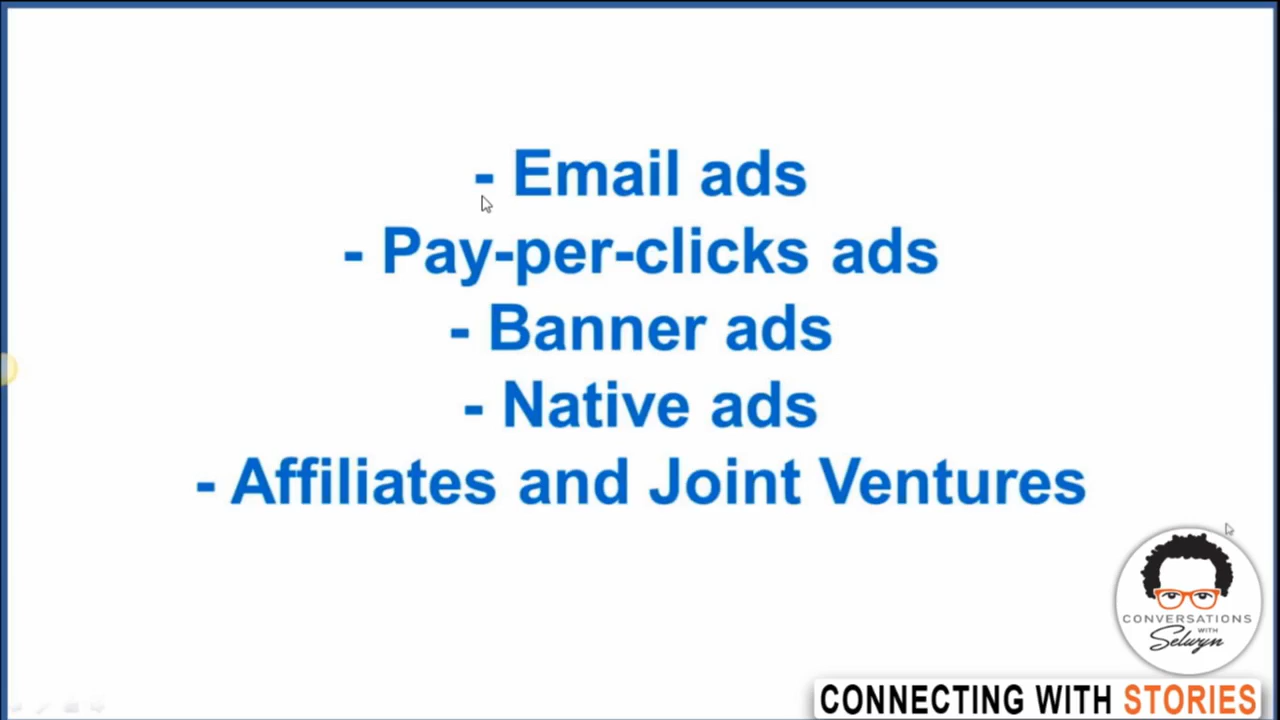 - Email ads
- Pay-per-clicks ads
- Banner ads
- Native ads
- Affiliates and Joint Ventures
CONVERSATIONS
WITH
Selwyn
CONNECTING WITH STORIES